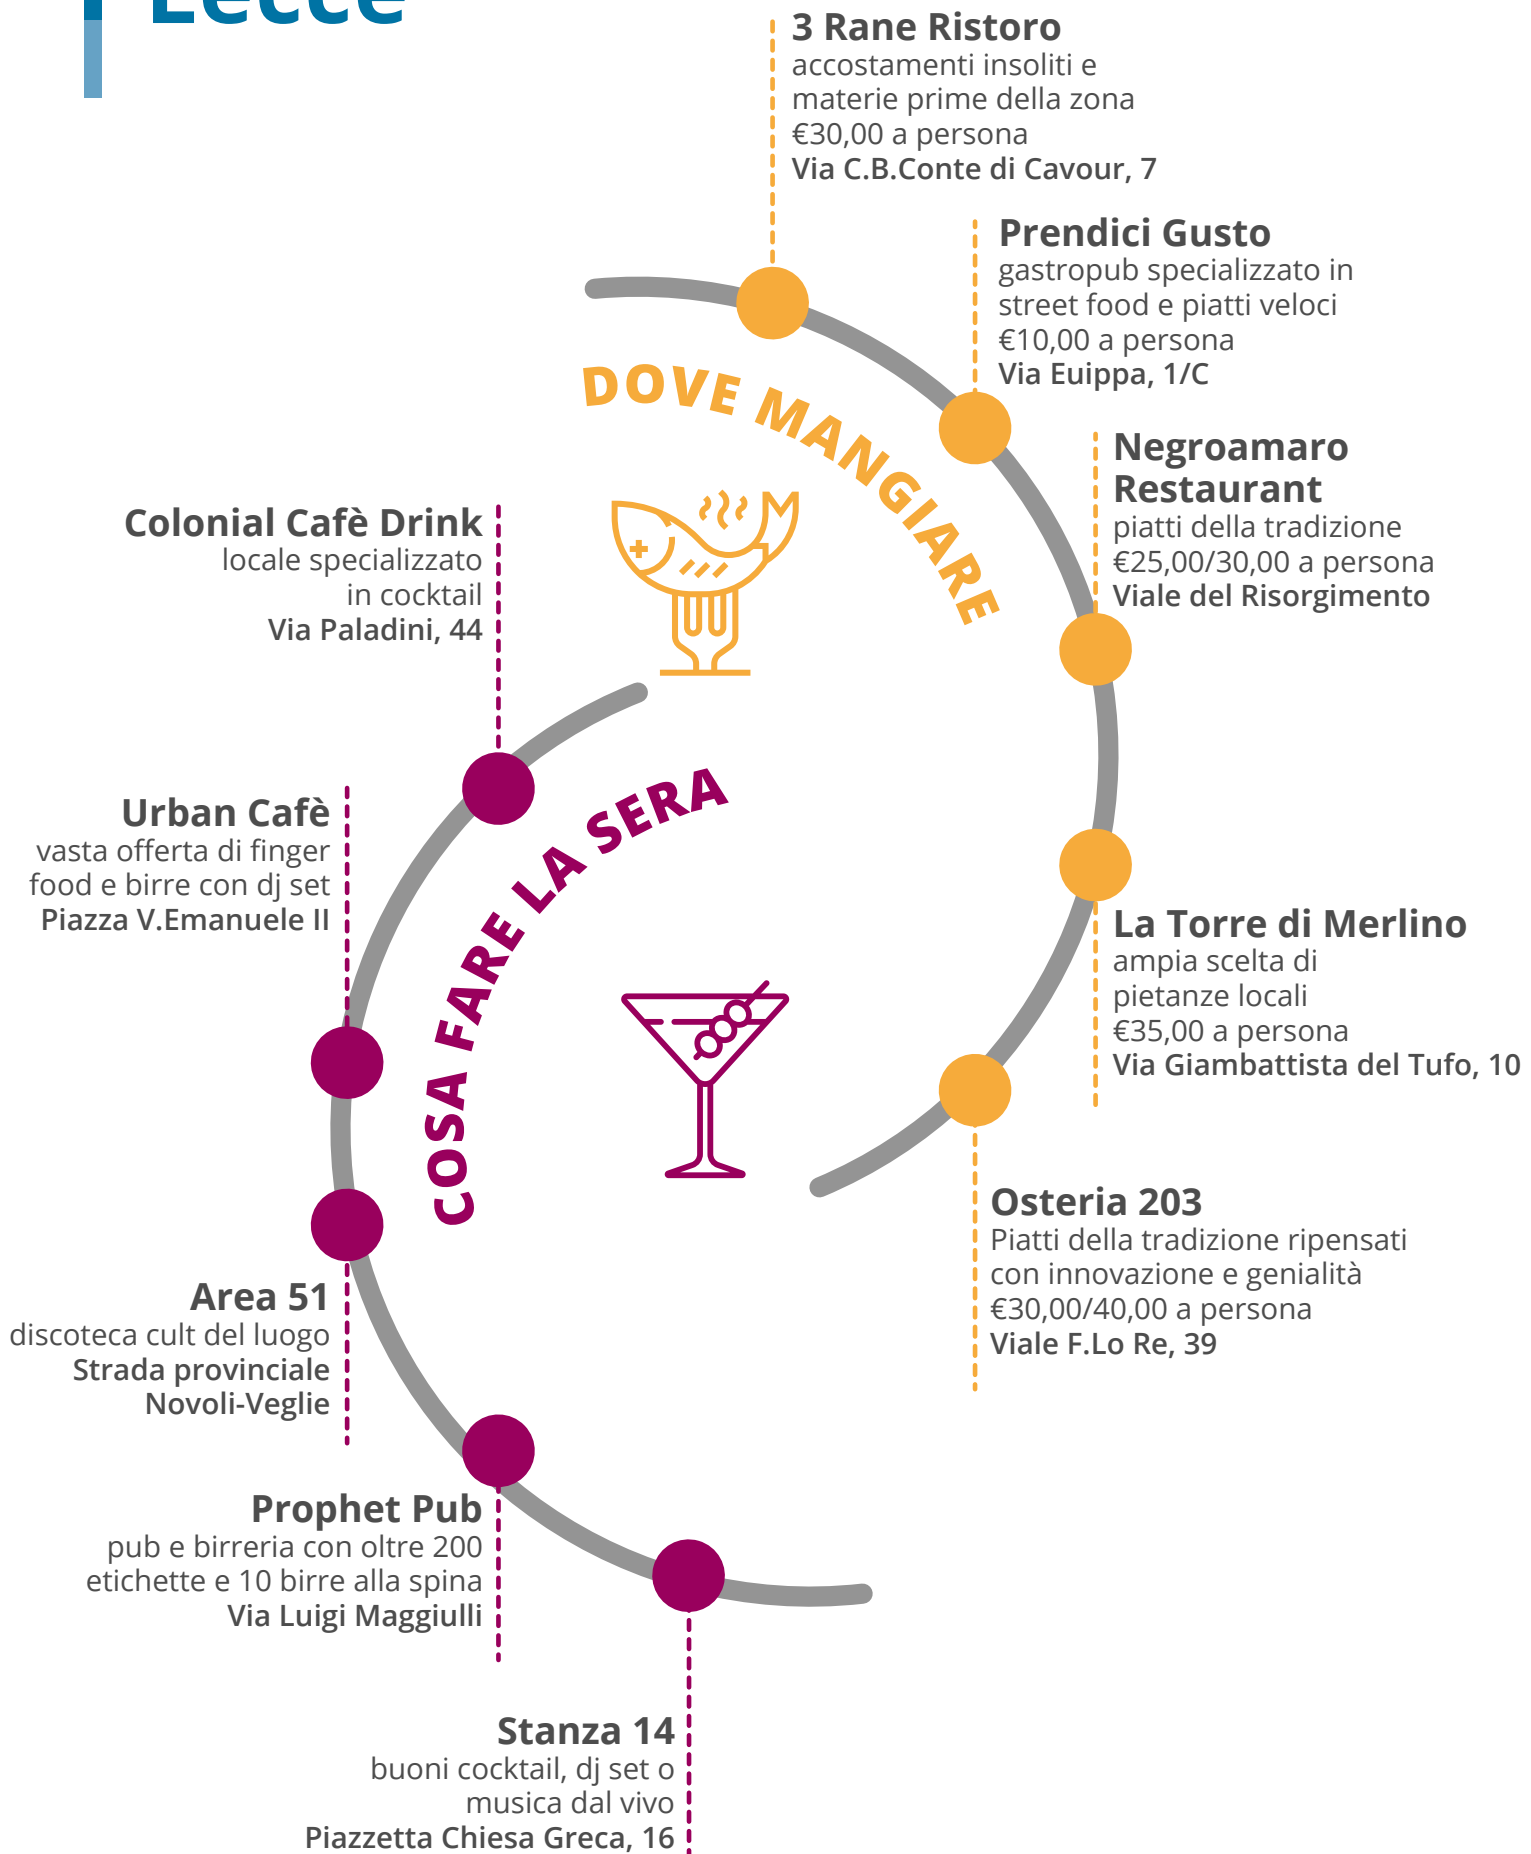 Lecce
3 Rane Ristoro
accostamenti insoliti e
materie prime della zona
€30,00 a persona
Via C.B.Conte di Cavour, 7
Prendici Gusto
gastropub specializzato in
street food e piatti veloci
€10,00 a persona
Via Euippa, 1/C
DOVE MANGIARE
Negroamaro
Restaurant
piatti della tradizione
€25,00/30,00 a persona
Viale del Risorgimento
La Torre di Merlino
ampia scelta di
pietanze locali
€35,00 a persona
Via Giambattista del Tufo, 10
Osteria 203
Piatti della tradizione ripensati
con innovazione e genialità
€30,00/40,00 a persona
Viale F.Lo Re, 39
Colonial Cafè Drink
locale specializzato
in cocktail
Via Paladini, 44
COSA FARE LA SERA
Urban Cafè
vasta offerta di finger
food e birre con dj set
Piazza V.Emanuele II
Area 51
discoteca cult del luogo
Strada provinciale
Novoli-Veglie
Prophet Pub
pub e birreria con oltre 200
etichette e 10 birre alla spina
Via Luigi Maggiulli
Stanza 14
buoni cocktail, dj set o
musica dal vivo
Piazzetta Chiesa Greca, 16